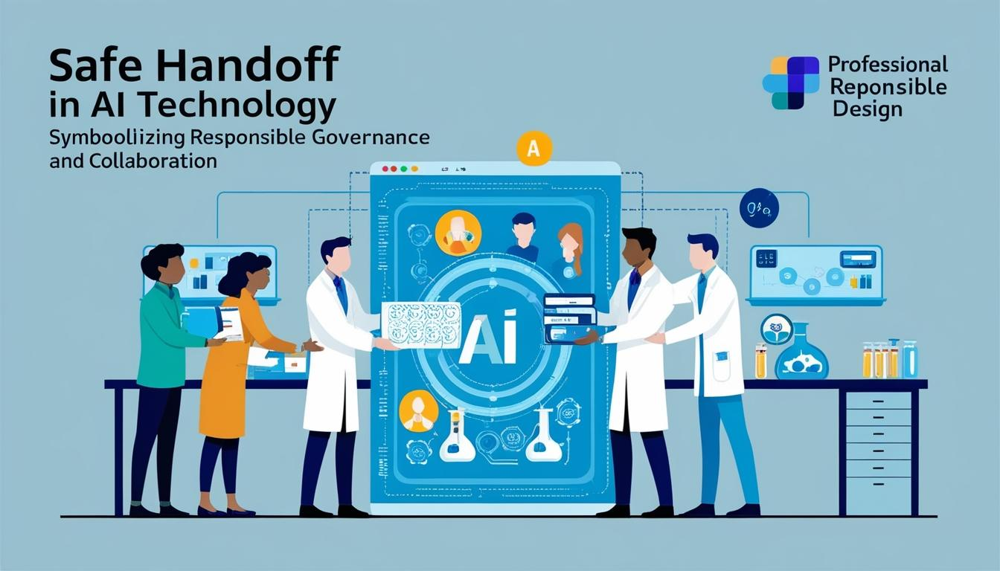 Safe Handoff
in AI Technology
Symboolizing Responsible Governance
and Collaboration
Professional
Reponsible
Design
A
Ai